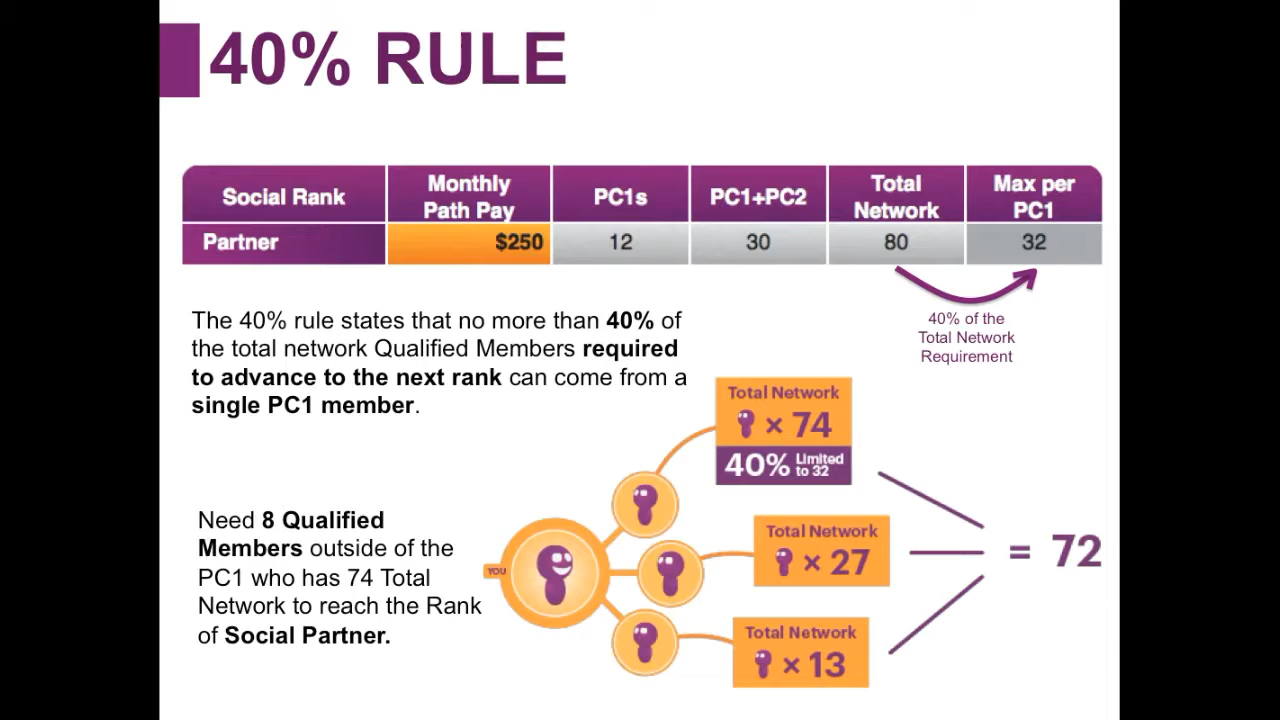 40% RULE
Social Rank
Monthly
Path Pay
PC1s
PC1+PC2
Total
Network
Max per
PC1
Partner
$250
12
30
80
32
40% of the
Total Network
Requirement
The 40% rule states that no more than 40% of
the total network Qualified Members required
to advance to the next rank can come from a
single PC1 member.
Total Network
× 74
40% Limited
to 32
Need 8 Qualified
Members outside of the
PC1 who has 74 Total
Network to reach the Rank
of Social Partner.
YOU
Total Network
× 27
= 72
Total Network
× 13